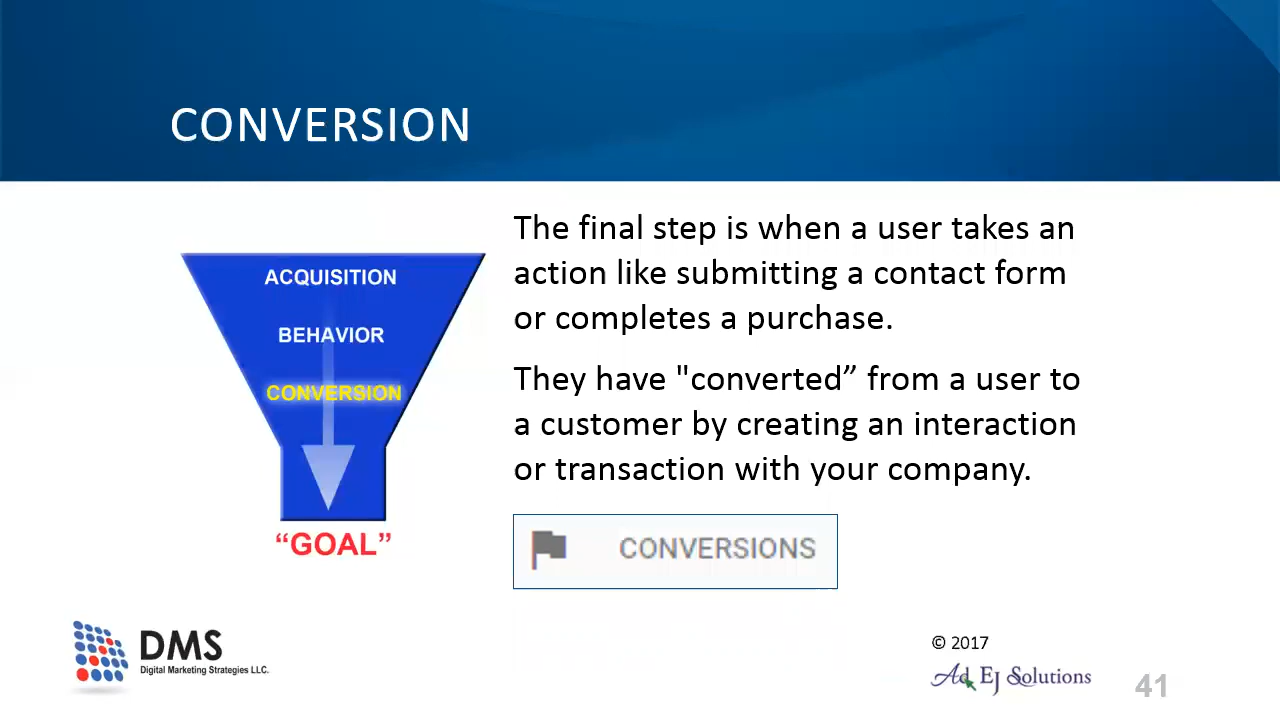 CONVERSION
ACQUISITION
BEHAVIOR
CONVERSION
“GOAL”
The final step is when a user takes an
action like submitting a contact form
or completes a purchase.
They have "converted” from a user to
a customer by creating an interaction
or transaction with your company.
CONVERSIONS
DMS
Digital Marketing Strategies LLC.
© 2017
Ad EJ Solutions
41